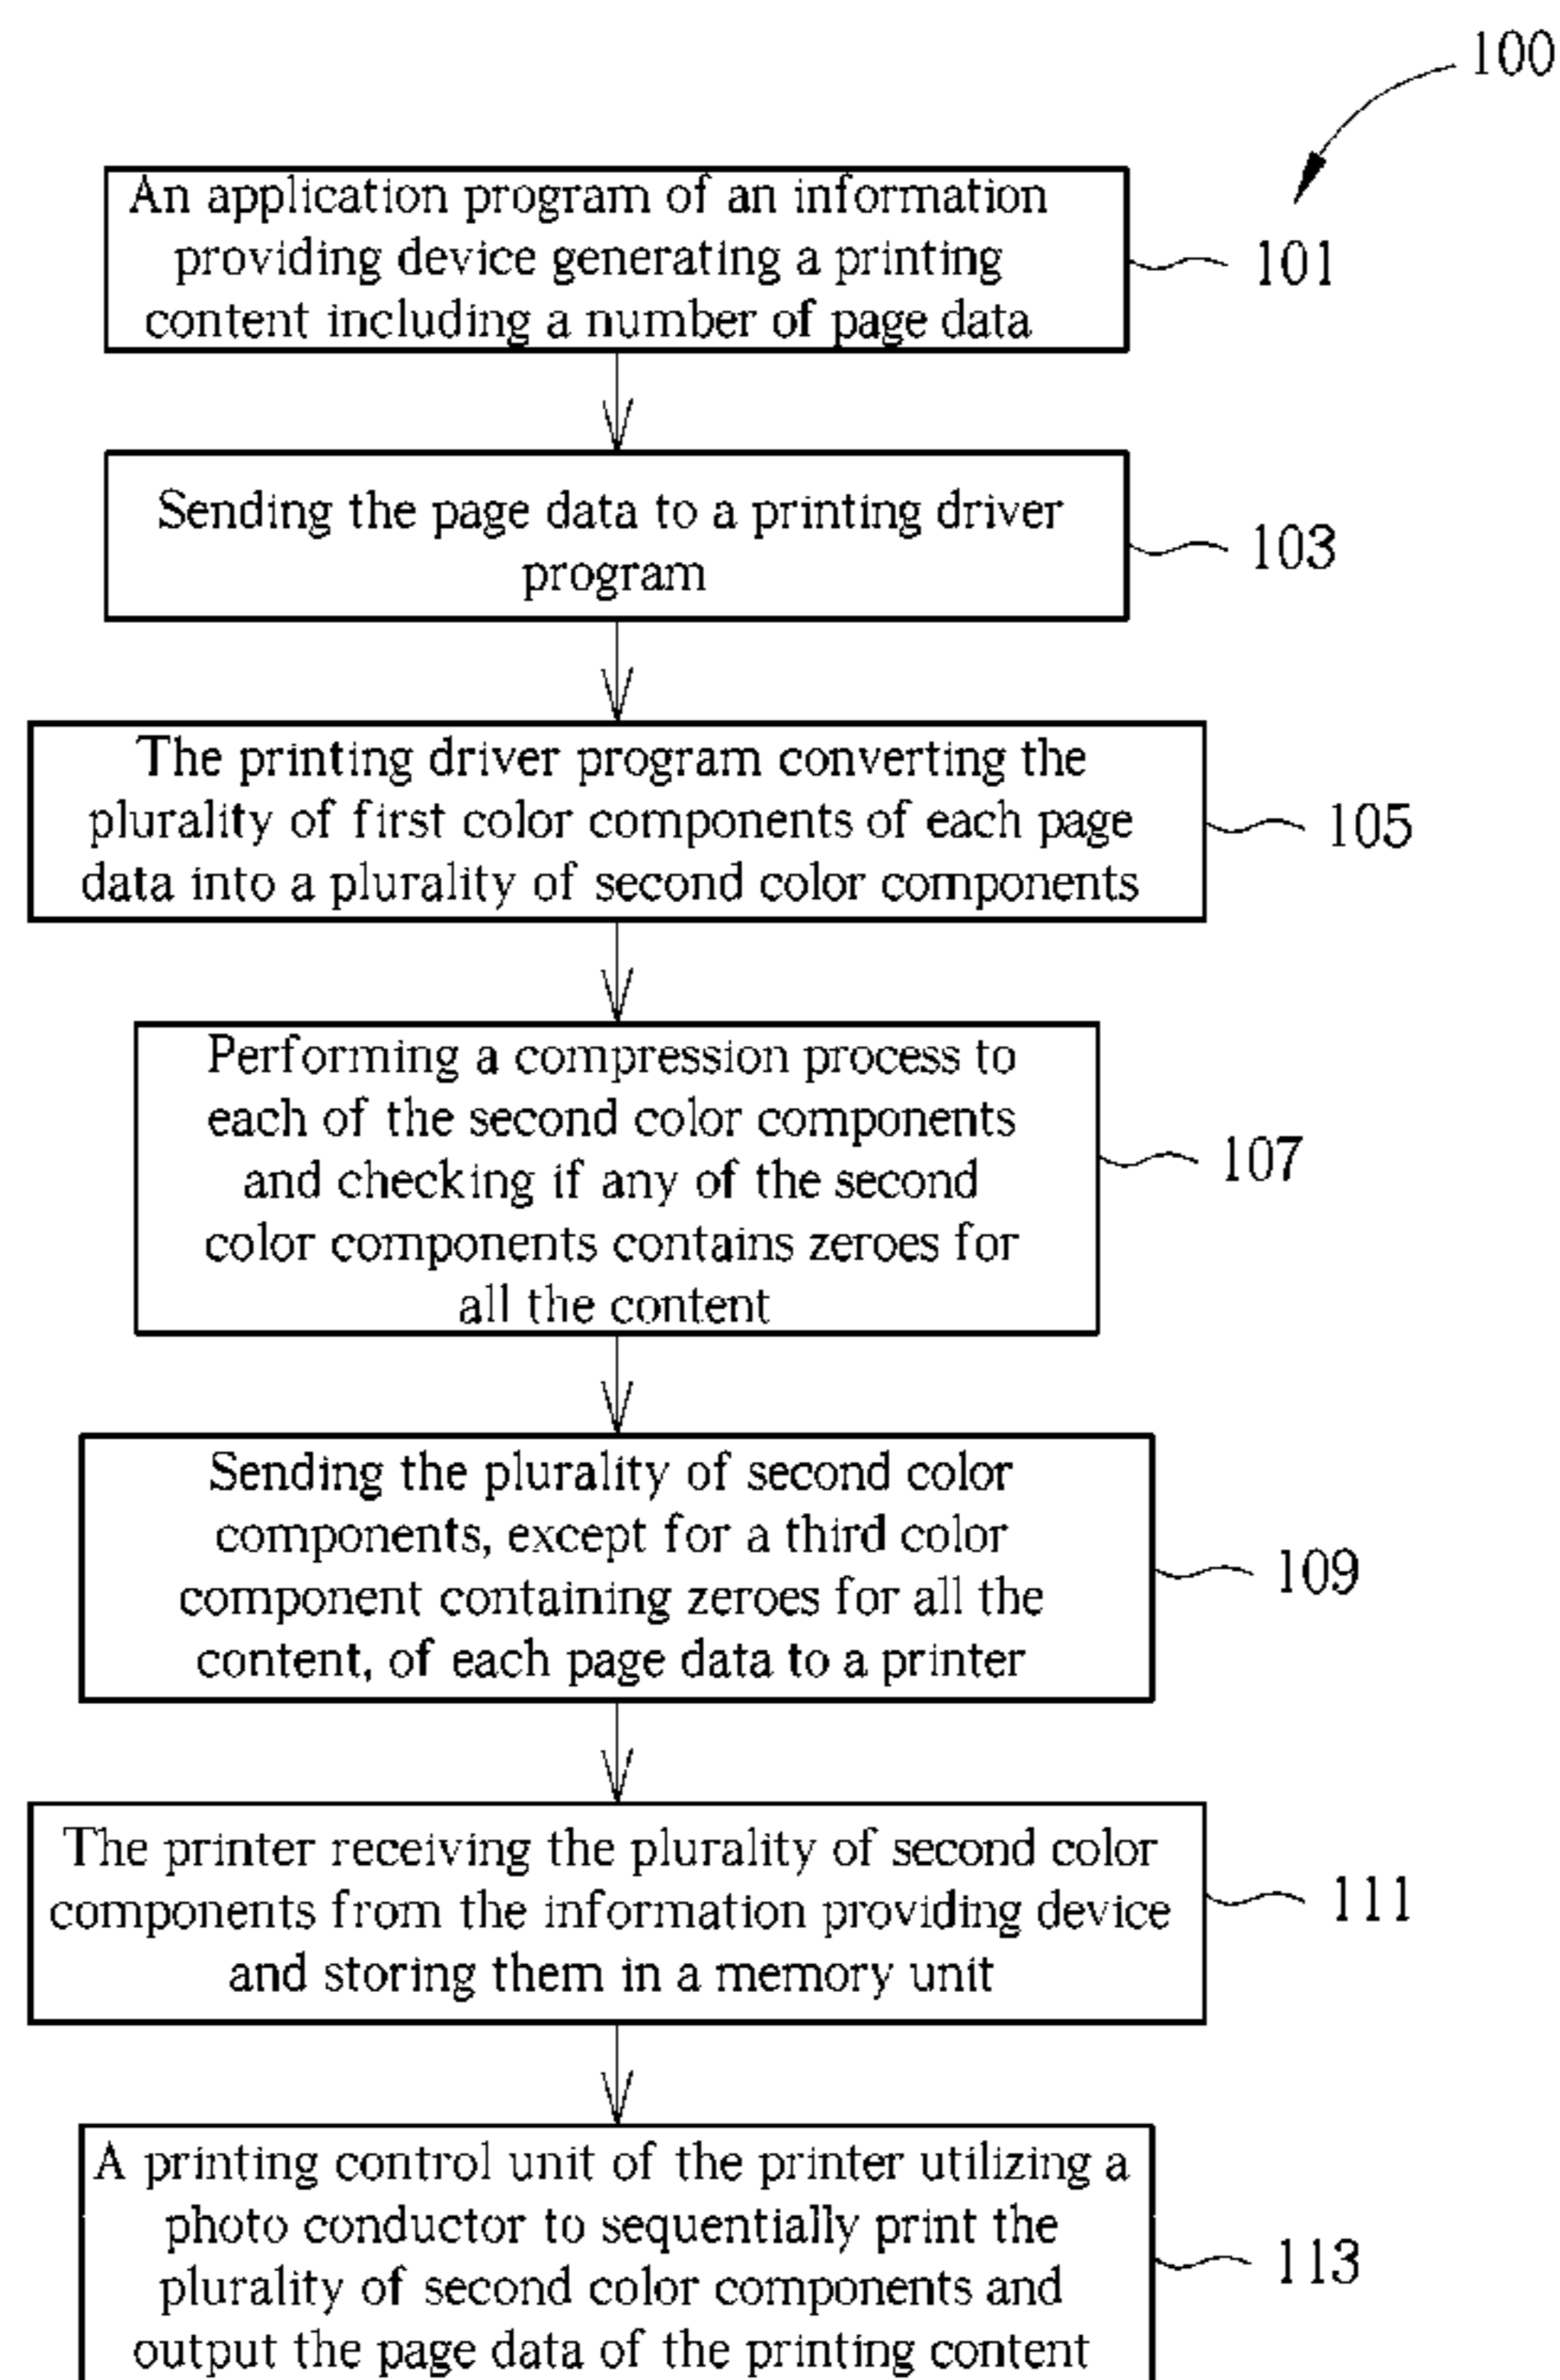 100
An application program of an information
providing device generating a printing
content including a number of page data
101
Sending the page data to a printing driver
program
103
The printing driver program converting the
plurality of first color components of each page
data into a plurality of second color components
105
Performing a compression process to
each of the second color components
and checking if any of the second
color components contains zeroes for
all the content
107
Sending the plurality of second color
components, except for a third color
component containing zeroes for all the
content, of each page data to a printer
109
The printer receiving the plurality of second color
components from the information providing device
and storing them in a memory unit
111
A printing control unit of the printer utilizing a
photo conductor to sequentially print the
plurality of second color components and
output the page data of the printing content
113